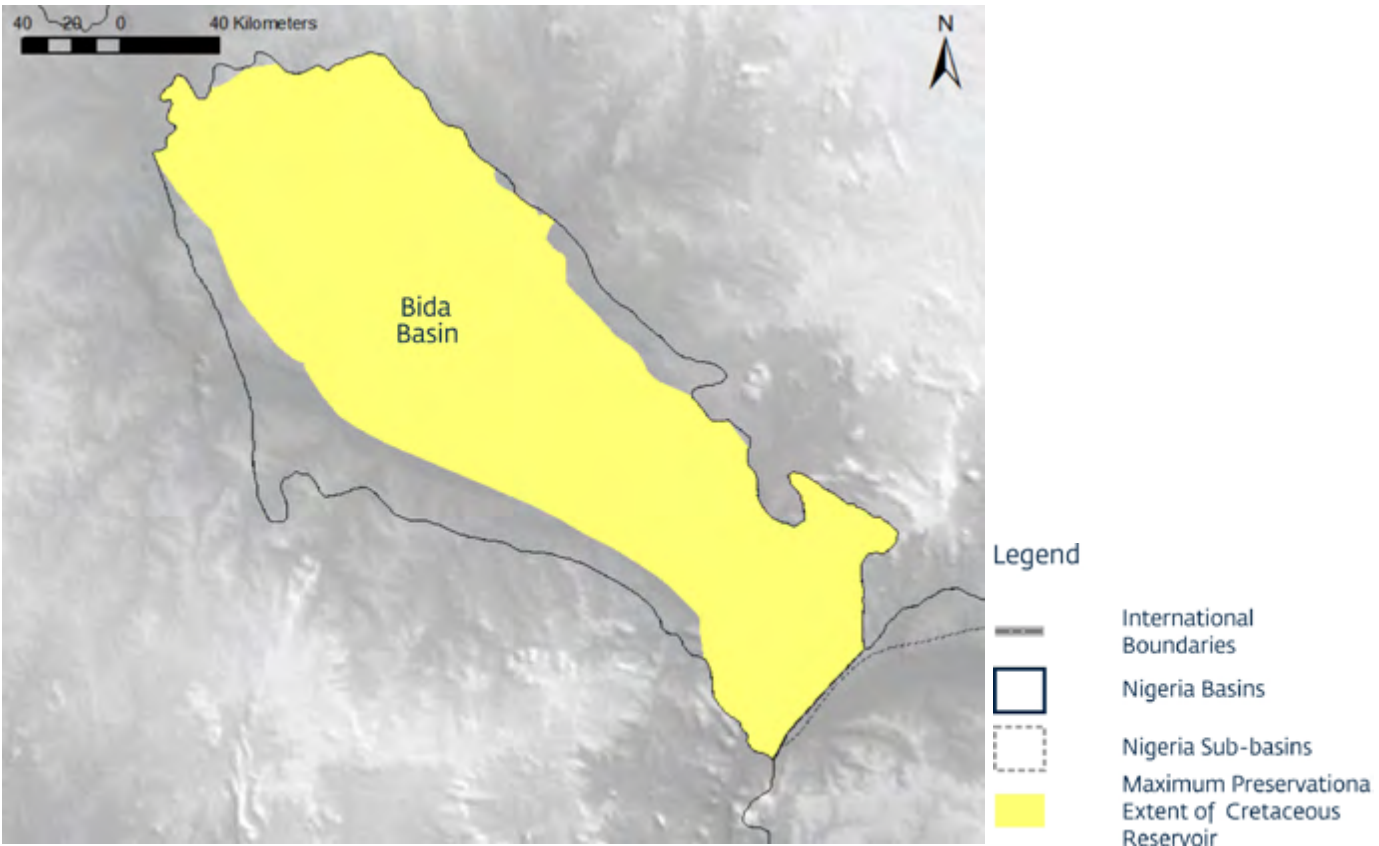 40 20 0 40 Kilometers
N
Bida
Basin
Legend
International
Boundaries
Nigeria Basins
Nigeria Sub-basins
Maximum Preservationa
Extent of Cretaceous
Reservoir